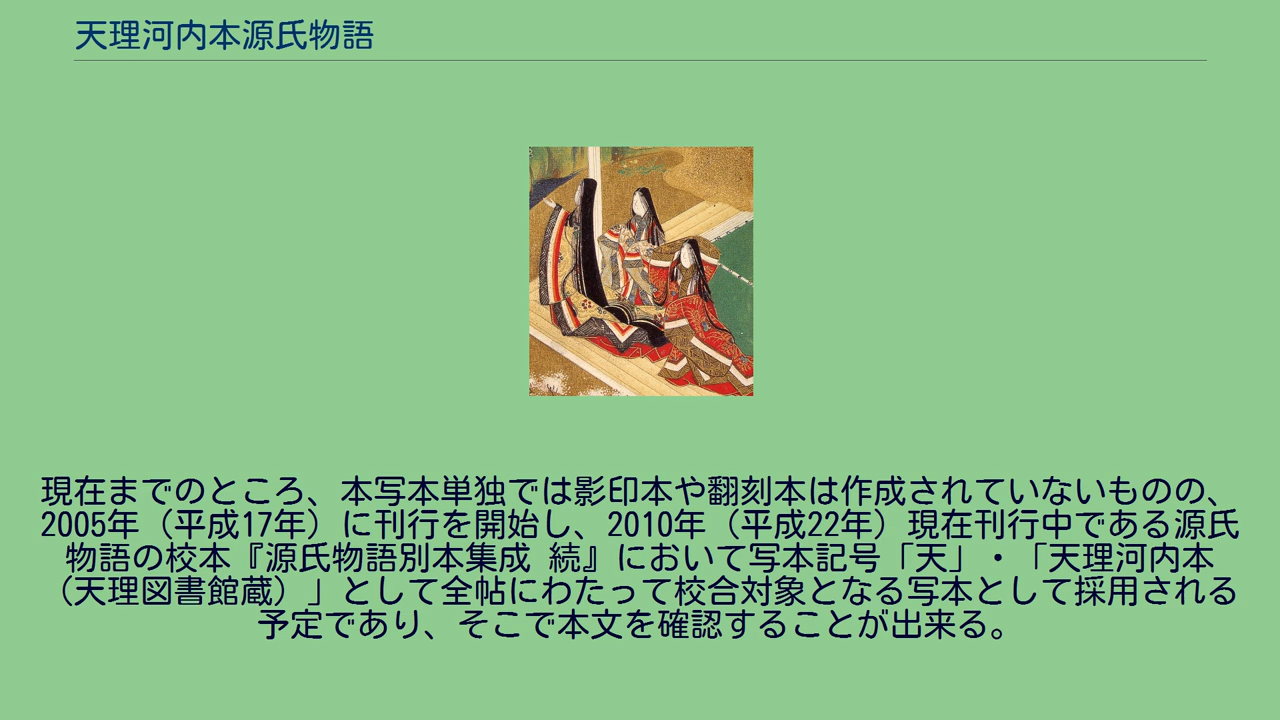 天理河内本源氏物語
現在までのところ、本写本単独では影印本や翻刻本は作成されていないものの、
2005年（平成17年）に刊行を開始し、2010年（平成22年）現在刊行中である源氏
物語の校本『源氏物語別本集成 続』において写本記号「天」・「天理河内本
（天理図書館蔵）」として全帖にわたって校合対象となる写本として採用される
予定であり、そこで本文を確認することが出来る。